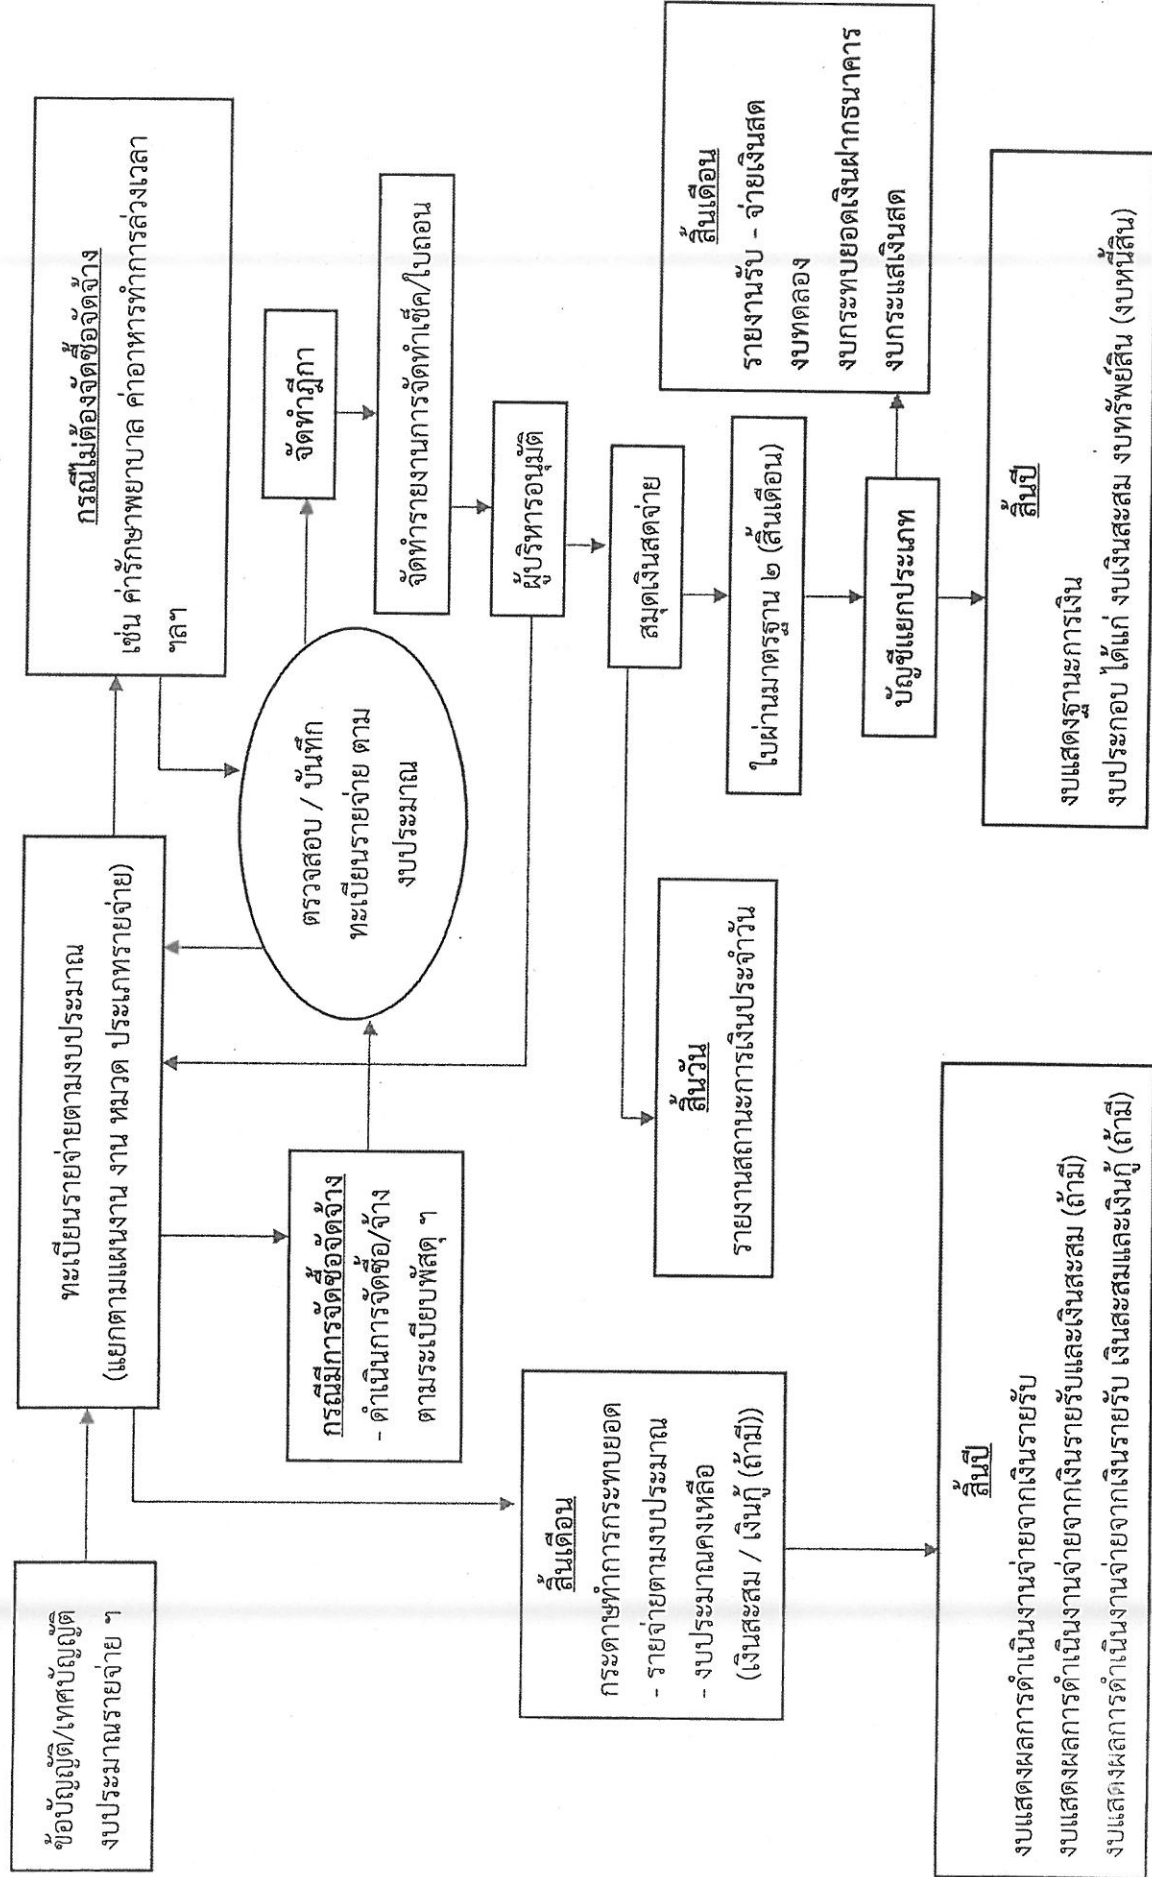 ข้อบัญญัติ/เทศบัญญัติ
งบประมาณรายจ่าย ๆ
ทะเบียนรายจ่ายตามงบประมาณ
(แยกตามแผนงาน งาน หมวด ประเภทรายจ่าย)
กรณีไม่ต้องจัดซื้อจัดจ้าง
เช่น ค่ารักษาพยาบาล ค่าอาหารทำการล่วงเวลา
ฯลฯ
กรณีมีการจัดซื้อจัดจ้าง
- ดำเนินการจัดซื้อ/จ้าง
ตามระเบียบพัสดุ ๆ
ตรวจสอบ / บันทึก
ทะเบียนรายจ่าย ตาม
งบประมาณ
จัดทำฎีกา
จัดทำรายงานการจัดทำเช็ค/ใบถอน
ผู้บริหารอนุมัติ
สมุดเงินสดจ่าย
ใบผ่านมาตรฐาน ๒ (สิ้นเดือน)
บัญชีแยกประเภท
สิ้นเดือน
รายงานรับ - จ่ายเงินสด
งบทดลอง
งบกระทบยอดเงินฝากธนาคาร
งบกระแสเงินสด
สิ้นเดือน
กระดาษทำการกระทบยอด
- รายจ่ายตามงบประมาณ
- งบประมาณคงเหลือ
(เงินสะสม / เงินกู้ (ถ้ามี))
สิ้นวัน
รายงานสถานะการเงินประจำวัน
สิ้นปี
งบแสดงผลการดำเนินงานจ่ายจากเงินรายรับ
งบแสดงผลการดำเนินงานจ่ายจากเงินรายรับและเงินสะสม (ถ้ามี)
งบแสดงผลการดำเนินงานจ่ายจากเงินรายรับ เงินสะสมและเงินกู้ (ถ้ามี)
สิ้นปี
งบแสดงฐานะการเงิน
งบประกอบ ได้แก่ งบเงินสะสม งบทรัพย์สิน (งบหนี้สิน)